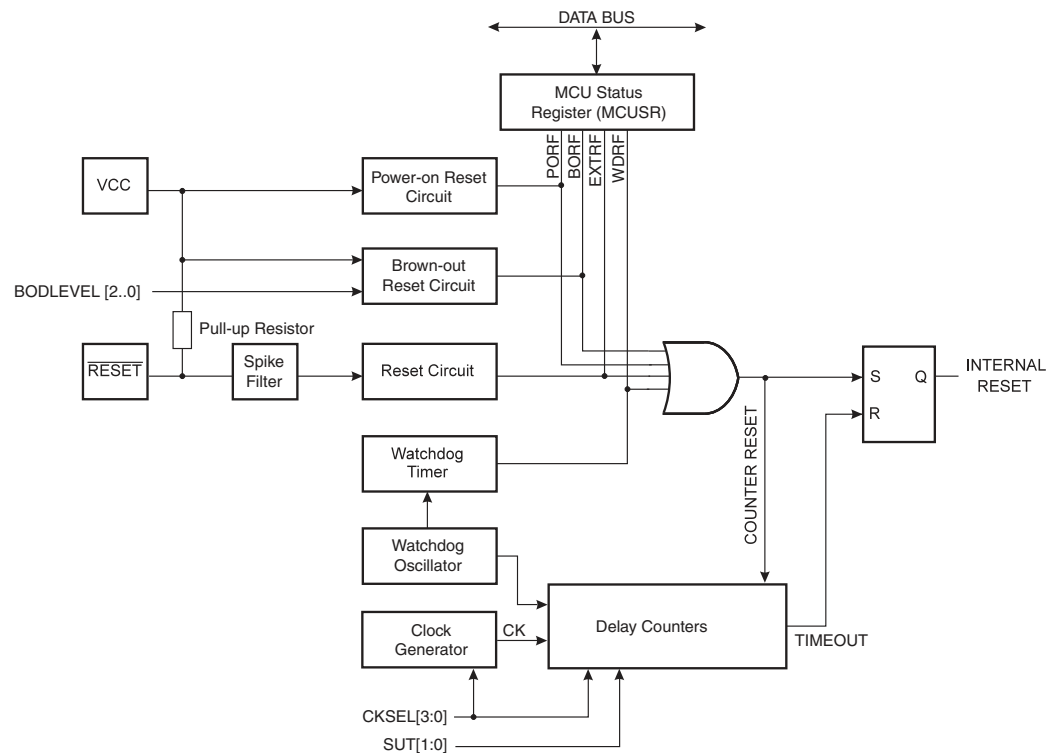 DATA BUS
MCU Status
Register (MCUSR)
PORF
BORF
EXTRF
WDRF
VCC
Power-on Reset
Circuit
Brown-out
Reset Circuit
BODLEVEL [2..0]
Pull-up Resistor
RESET
Spike
Filter
Reset Circuit
S
Q
INTERNAL
RESET
R
COUNTER RESET
Watchdog
Timer
Watchdog
Oscillator
Clock
Generator
CK
Delay Counters
TIMEOUT
CKSEL[3:0]
SUT[1:0]